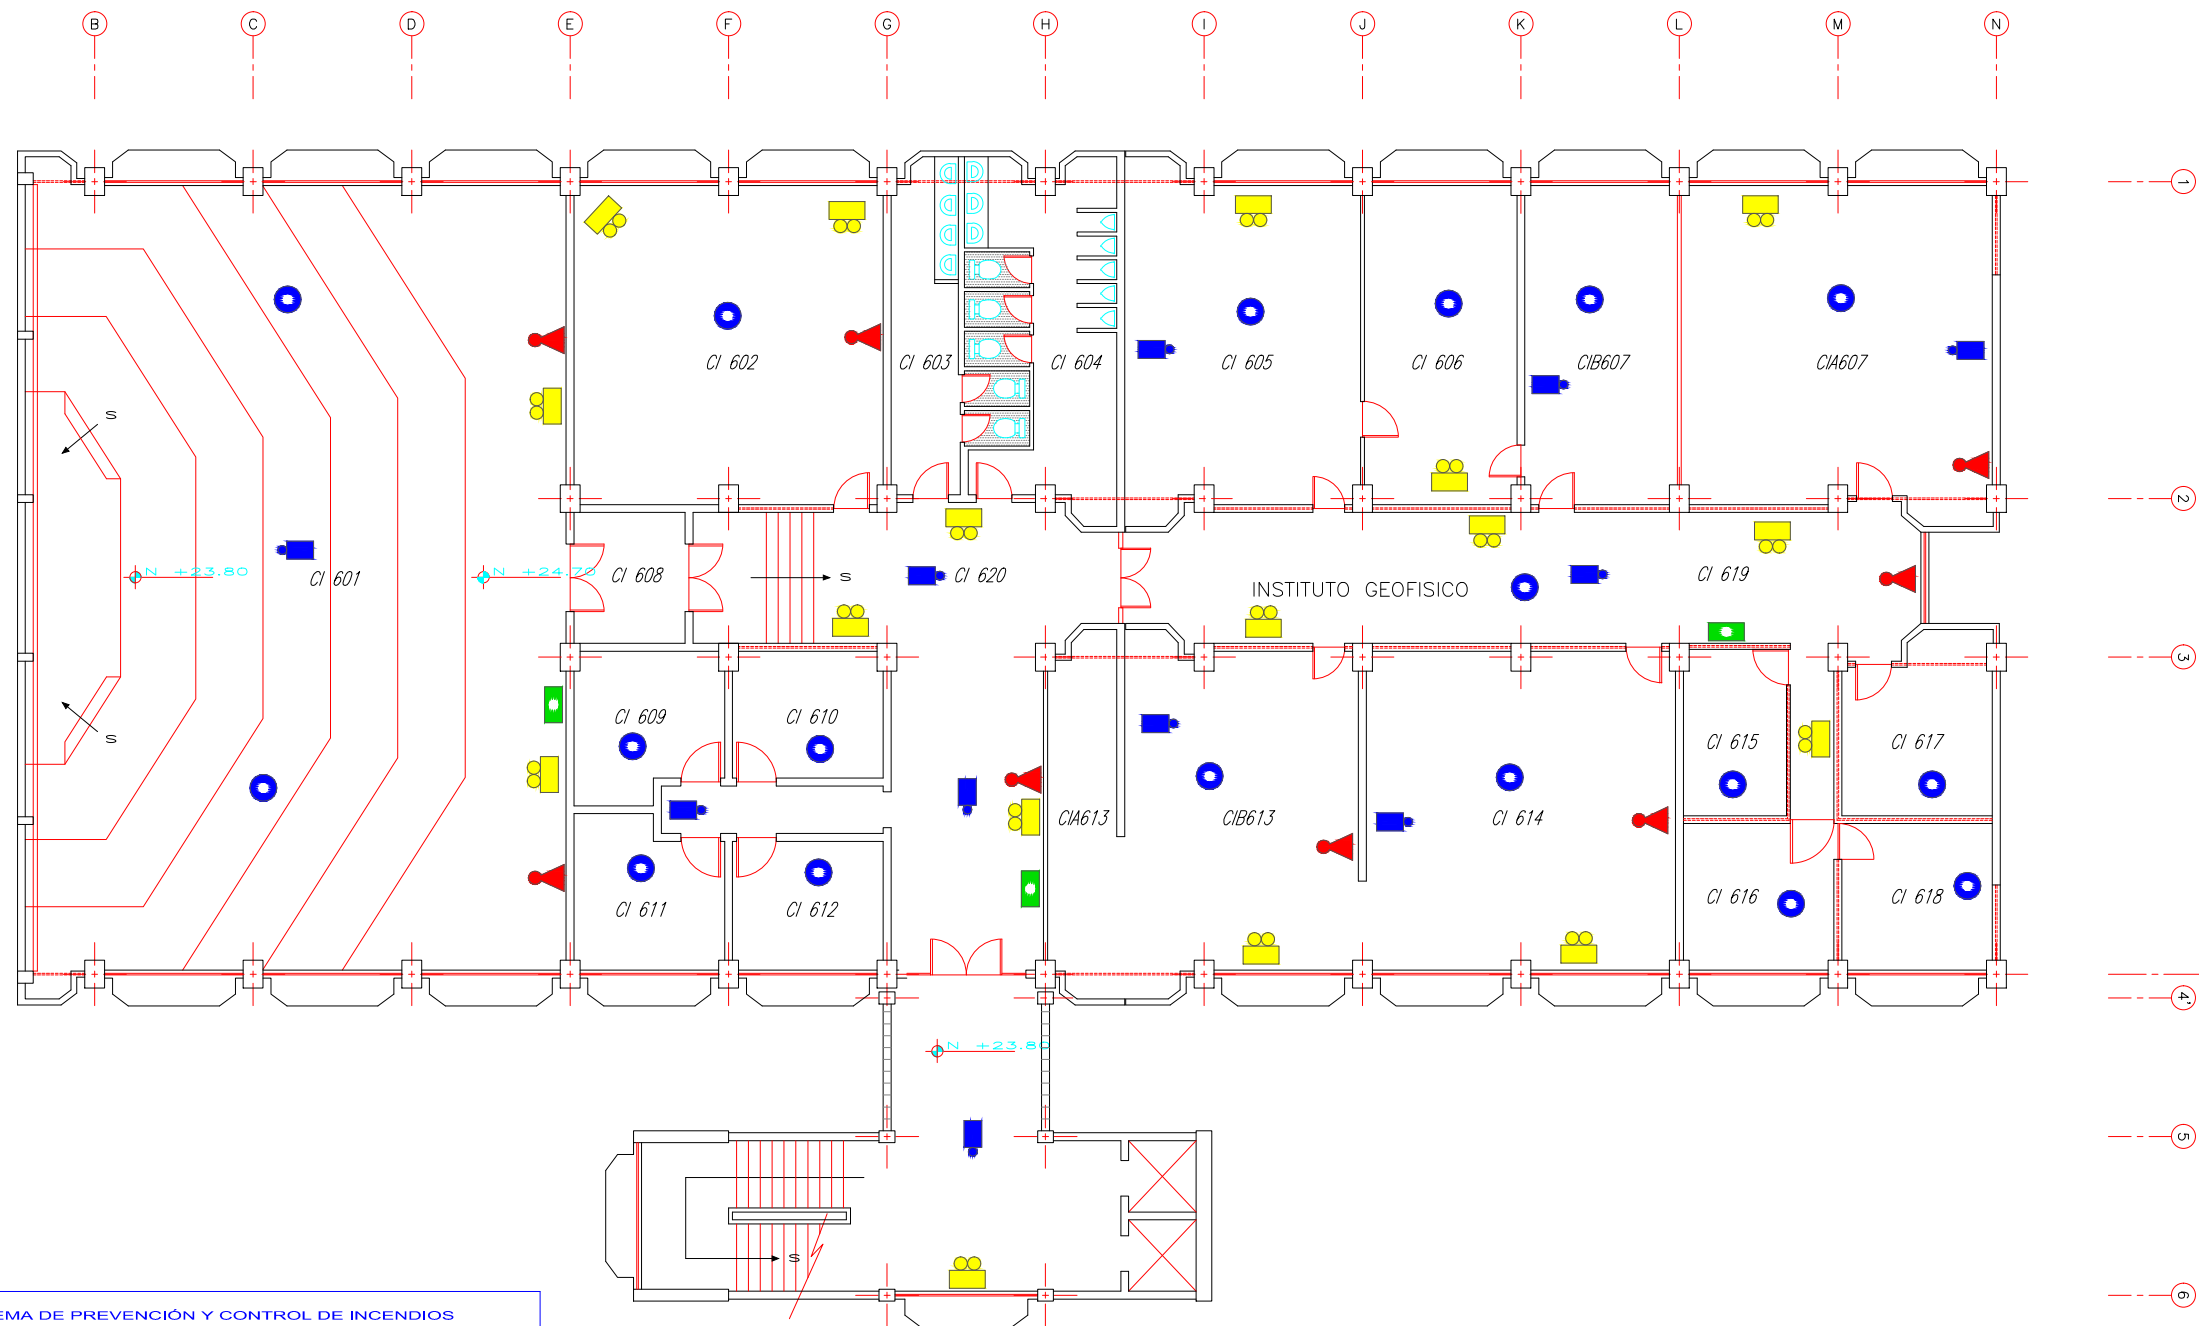 B C D E F G H I J K L M N
1
CI 602
CI 603
CI 604
CI 605
CI 606
CIB607
CIA607
S
2
N +23.80
CI 601
N +24.70
CI 608
S
CI 620
INSTITUTO GEOFISICO
CI 619
3
S
CI 609
CI 610
CI 615
CI 617
CIA613
CIB613
CI 614
CI 611
CI 612
CI 616
CI 618
4'
N +23.80
5
S
6
EMA DE PREVENCIÓN Y CONTROL DE INCENDIOS